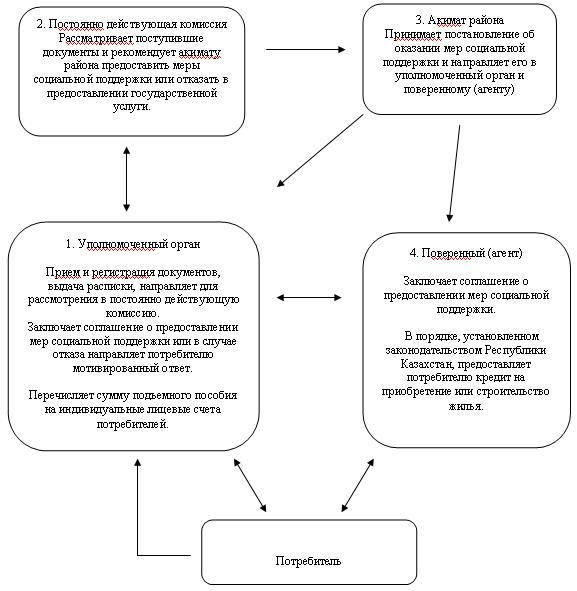 2. Постоянно действующая комиссия
Рассматривает поступившие
документы и рекомендует акимату
района предоставить меры
социальной поддержки или отказать в
предоставлении государственной
услуги.
3. Акимат района
Принимает постановление об
оказании мер социальной
поддержки и направляет его в
уполномоченный орган и
поверенному (агенту)
1. Уполномоченный орган
Прием и регистрация документов,
выдача расписки, направляет для
рассмотрения в постоянно действующую
комиссию.
Заключает соглашение о предоставлении
мер социальной поддержки или в случае
отказа направляет потребителю
мотивированный ответ.
Перечисляет сумму подъемного пособия
на индивидуальные лицевые счета
потребителей.
4. Поверенный (агент)
Заключает соглашение о
предоставлении мер социальной
поддержки.
В порядке, установленном
законодательством Республики
Казахстан, предоставляет
потребителю кредит на
приобретение или строительство
жилья.
Потребитель